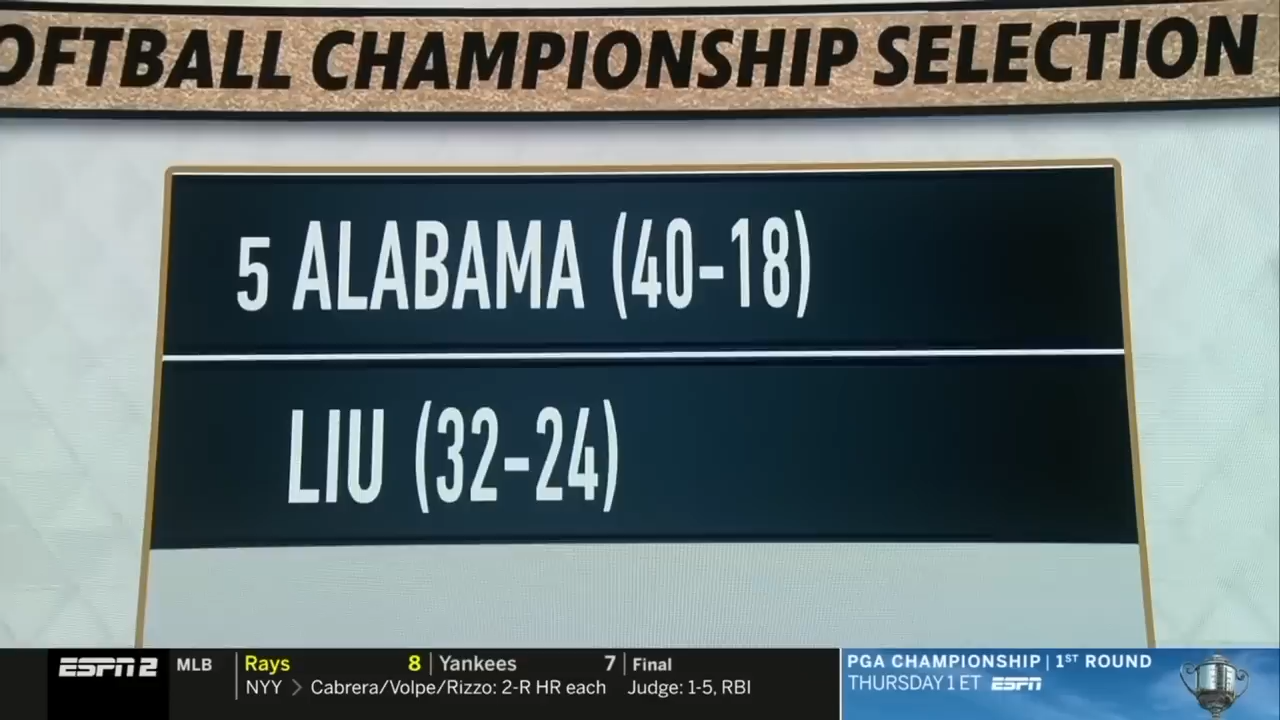 OFTBALL CHAMPIONSHIP SELECTION
5 ALABAMA (40-18)
LIU (32-24)
ESPN2 MLB Rays 8 Yankees 7 Final
NYY > Cabrera/Volpe/Rizzo: 2-R HR each Judge: 1-5, RBI
PGA CHAMPIONSHIP | 1ST ROUND
THURSDAY 1 ET ESPN